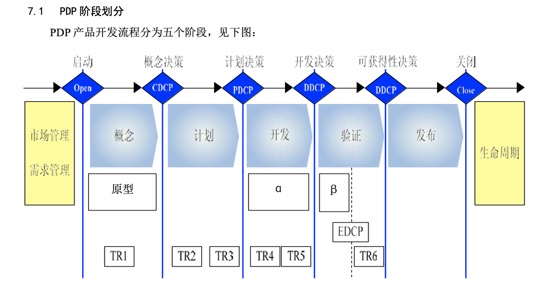 7.1 PDP 阶段划分
PDP 产品开发流程分为五个阶段，见下图：
启动 概念决策 计划决策 开发决策 可获得性决策 关闭
Open CDCP PDCP DDCP DDCP Close
市场管理
需求管理
概念 计划 开发 验证 发布
生命周期
原型 α β
EDCP
TR1 TR2 TR3 TR4 TR5 TR6